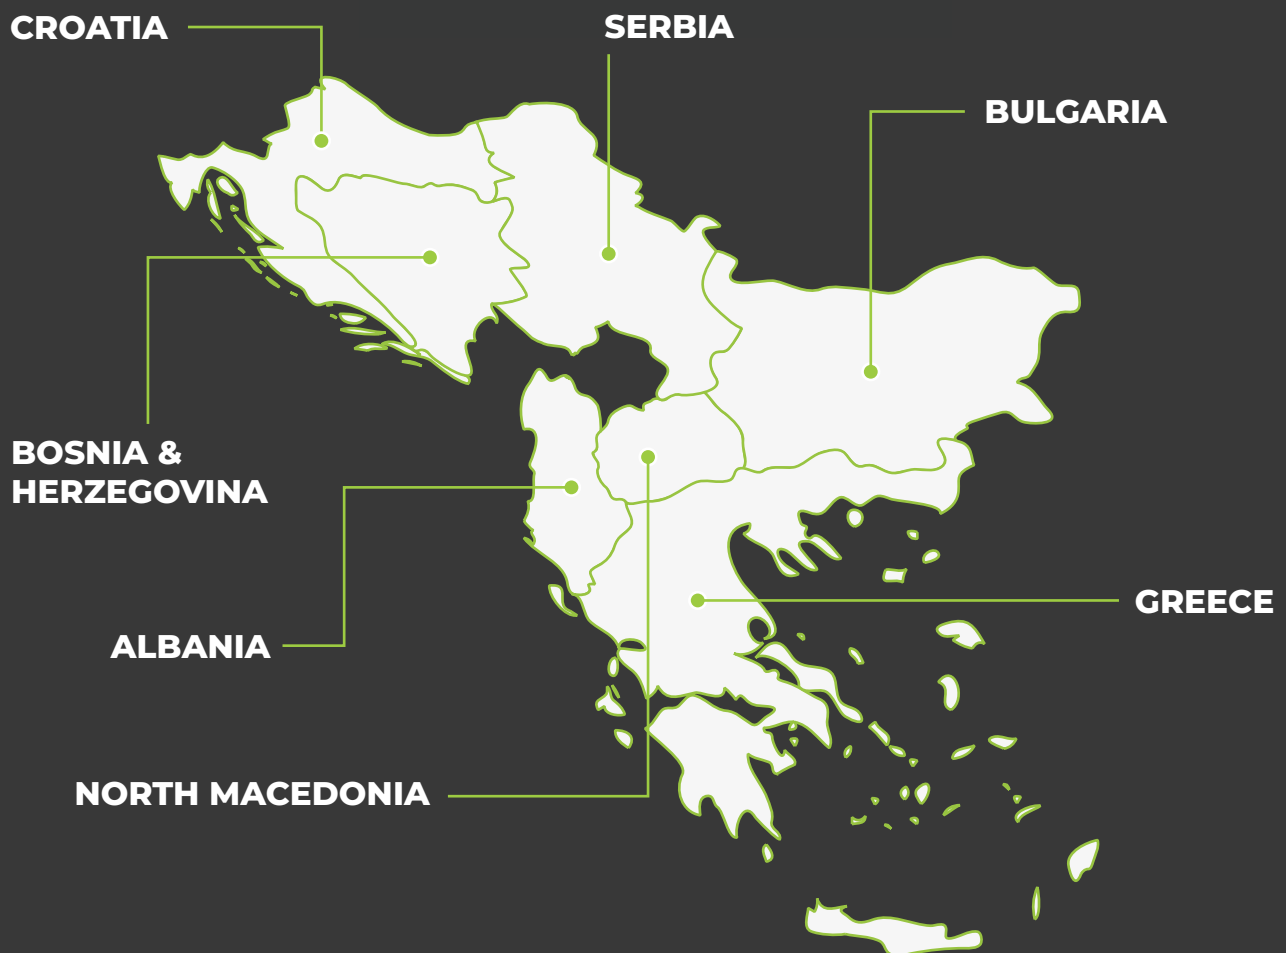 CROATIA
SERBIA
BULGARIA
BOSNIA &
HERZEGOVINA
GREECE
ALBANIA
NORTH MACEDONIA